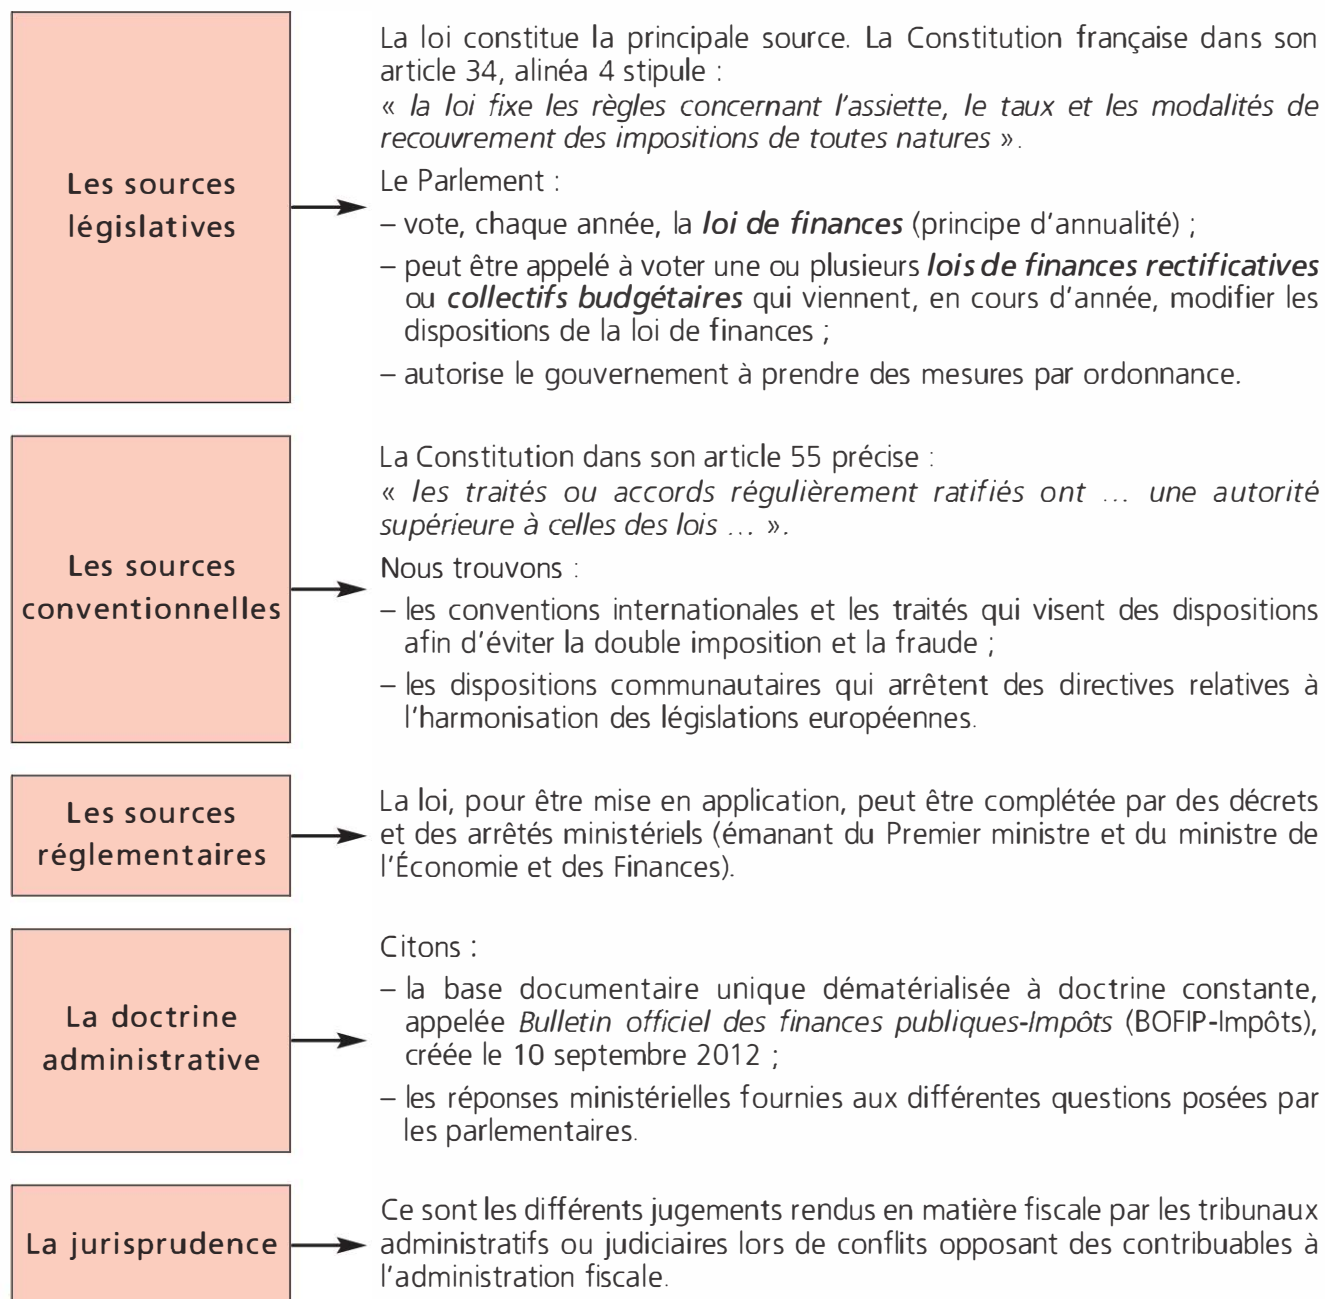 Les sources
législatives
La loi constitue la principale source. La Constitution française dans son
article 34, alinéa 4 stipule :
« la loi fixe les règles concernant l'assiette, le taux et les modalités de
recouvrement des impositions de toutes natures ».
Le Parlement :
– vote, chaque année, la loi de finances (principe d'annualité) ;
– peut être appelé à voter une ou plusieurs lois de finances rectificatives
ou collectifs budgétaires qui viennent, en cours d'année, modifier les
dispositions de la loi de finances ;
– autorise le gouvernement à prendre des mesures par ordonnance.
Les sources
conventionnelles
La Constitution dans son article 55 précise :
« les traités ou accords régulièrement ratifiés ont ... une autorité
supérieure à celles des lois ... ».
Nous trouvons :
– les conventions internationales et les traités qui visent des dispositions
afin d'éviter la double imposition et la fraude ;
– les dispositions communautaires qui arrêtent des directives relatives à
l'harmonisation des législations européennes.
Les sources
réglementaires
La loi, pour être mise en application, peut être complétée par des décrets
et des arrêtés ministériels (émanant du Premier ministre et du ministre de
l'Économie et des Finances).
La doctrine
administrative
Citons :
– la base documentaire unique dématérialisée à doctrine constante,
appelée Bulletin officiel des finances publiques-Impôts (BOFIP-Impôts),
créée le 10 septembre 2012 ;
– les réponses ministérielles fournies aux différentes questions posées par
les parlementaires.
La jurisprudence
Ce sont les différents jugements rendus en matière fiscale par les tribunaux
administratifs ou judiciaires lors de conflits opposant des contribuables à
l'administration fiscale.